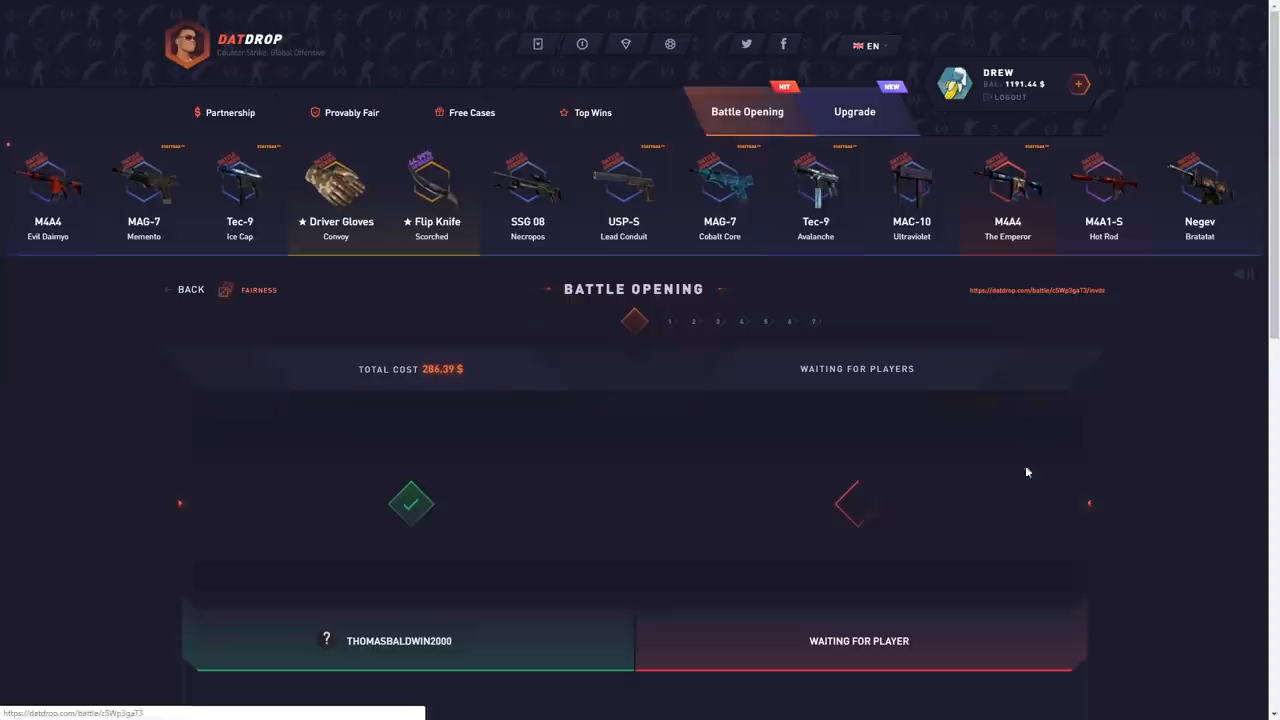 DATDROP
Counter Strike: Global Offensive
EN
DREW
BAL: 1191.44 $
LOGOUT
HIT
NEW
Partnership
Provably Fair
Free Cases
Top Wins
Battle Opening
Upgrade
M4A4
Evil Daimyo
MAG-7
Memento
Tec-9
Ice Cap
★ Driver Gloves
Convoy
★ Flip Knife
Scorched
SSG 08
Necropos
USP-S
Lead Conduit
MAG-7
Cobalt Core
Tec-9
Avalanche
MAC-10
Ultraviolet
M4A4
The Emperor
M4A1-S
Hot Rod
Negev
Bratatat
← BACK
FAIRNESS
BATTLE OPENING
1 2 3 4 5 6 7
TOTAL COST 286.39 $
WAITING FOR PLAYERS
?
THOMASBALDWIN2000
WAITING FOR PLAYER